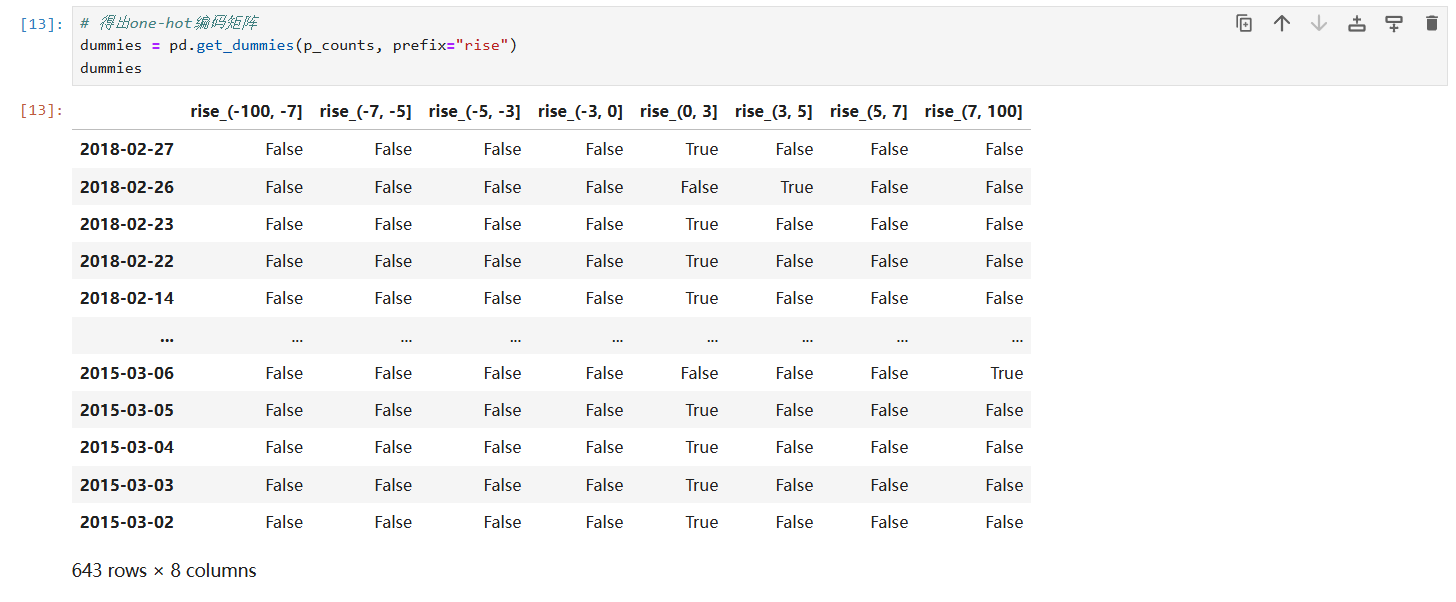 [13]: # 得出one-hot编码矩阵
dummies = pd.get_dummies(p_counts, prefix="rise")
dummies
[13]: rise_(-100, -7] rise_(-7, -5] rise_(-5, -3] rise_(-3, 0] rise_(0, 3] rise_(3, 5] rise_(5, 7] rise_(7, 100]
2018-02-27 False False False False True False False False
2018-02-26 False False False False False True False False
2018-02-23 False False False False True False False False
2018-02-22 False False False False True False False False
2018-02-14 False False False False True False False False
... ... ... ... ... ... ... ... ...
2015-03-06 False False False False False False False True
2015-03-05 False False False False True False False False
2015-03-04 False False False False True False False False
2015-03-03 False False False False True False False False
2015-03-02 False False False False True False False False
643 rows × 8 columns